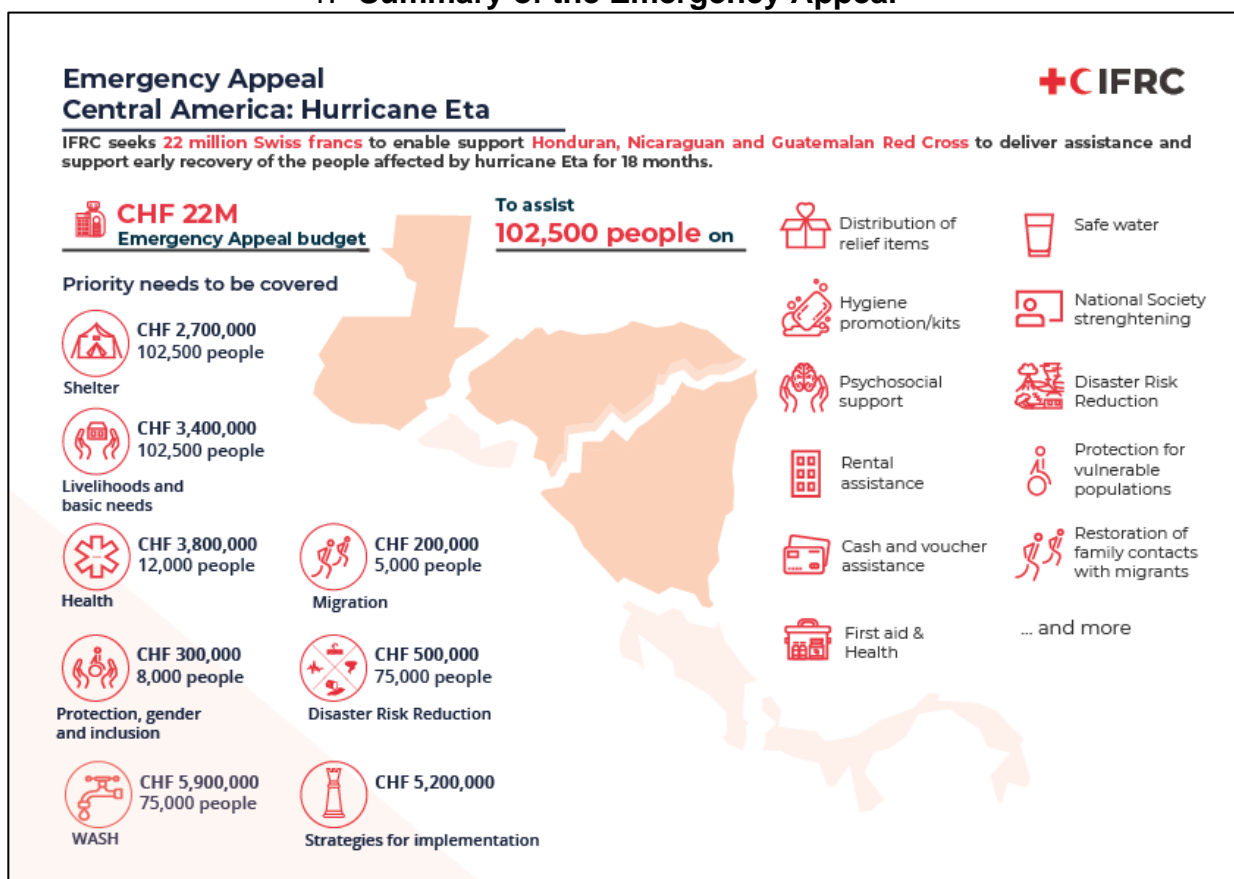 Summary of the Emergency Appeal
Emergency Appeal
Central America: Hurricane Eta
IFRC
IFRC seeks 22 million Swiss francs to enable support Honduran, Nicaraguan and Guatemalan Red Cross to deliver assistance and
support early recovery of the people affected by hurricane Eta for 18 months.
CHF 22M
Emergency Appeal budget
Priority needs to be covered
CHF 2,700,000
102,500 people
Shelter
CHF 3,400,000
102,500 people
Livelihoods and
basic needs
CHF 3,800,000
12,000 people
Health
CHF 200,000
5,000 people
Migration
CHF 300,000
8,000 people
Protection, gender
and inclusion
CHF 500,000
75,000 people
Disaster Risk Reduction
CHF 5,900,000
75,000 people
WASH
CHF 5,200,000
Strategies for implementation
To assist
102,500 people on
Distribution of
relief items
Safe water
Hygiene
promotion/kits
National Society
strenghtening
Psychosocial
support
Disaster Risk
Reduction
Rental
assistance
Protection for
vulnerable
populations
Cash and voucher
assistance
Restoration of
family contacts
with migrants
First aid &
Health
... and more